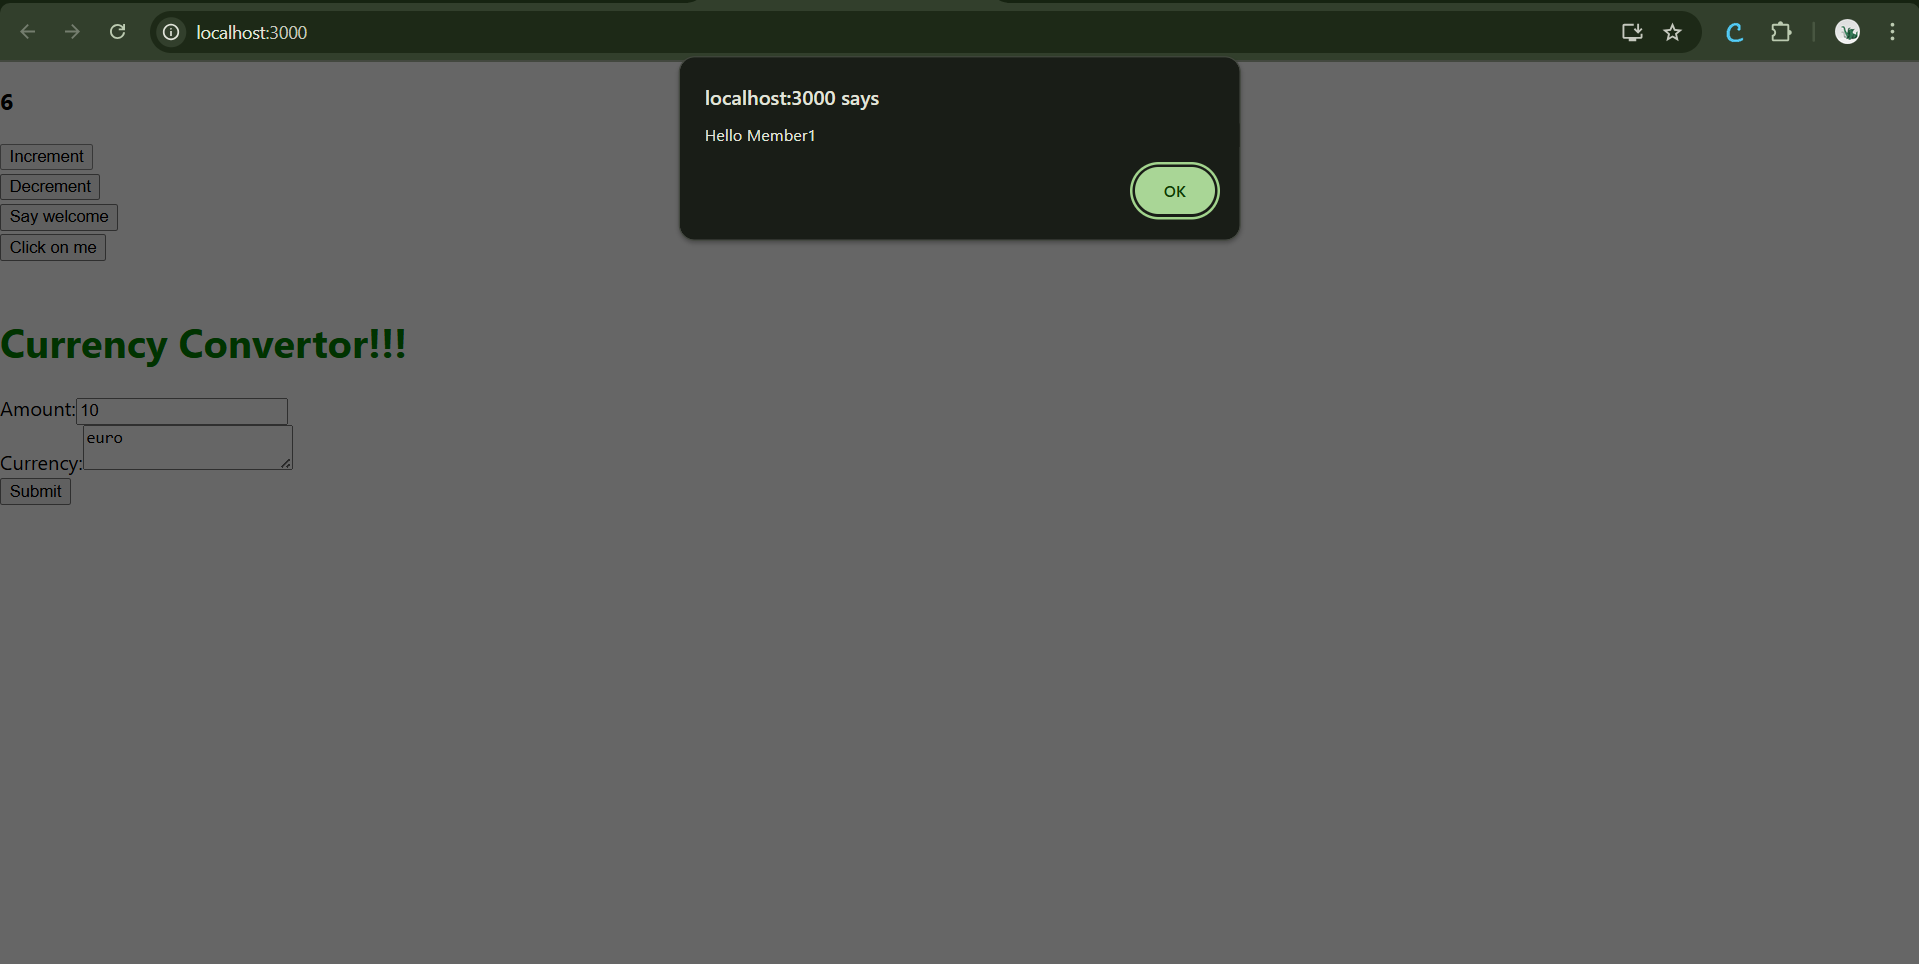 localhost:3000
localhost:3000 says
Hello Member1
OK
6
Increment
Decrement
Say welcome
Click on me
Currency Convertor!!!
Amount:10
euro
Currency:
Submit